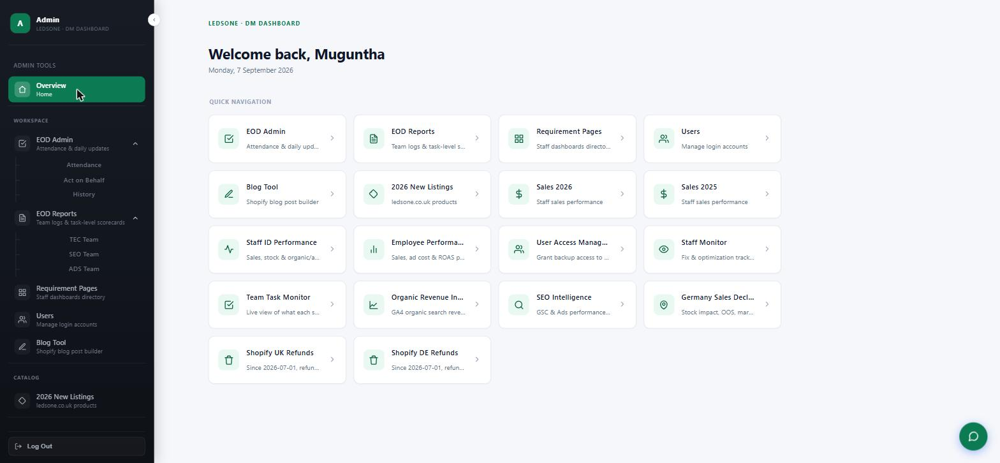 A
Admin
LEDSONE · DM DASHBOARD
ADMIN TOOLS
Overview
Home
WORKSPACE
EOD Admin
Attendance & daily updates
Attendance
Act on Behalf
History
EOD Reports
Team logs & task-level scorecards
TEC Team
SEO Team
ADS Team
Requirement Pages
Staff dashboards directory
Users
Manage login accounts
Blog Tool
Shopify blog post builder
CATALOG
2026 New Listings
ledsone.co.uk products
Log Out
LEDSONE · DM DASHBOARD
Welcome back, Muguntha
Monday, 7 September 2026
QUICK NAVIGATION
EOD Admin
Attendance & daily upd...
EOD Reports
Team logs & task-level s...
Requirement Pages
Staff dashboards directo...
Users
Manage login accounts
Blog Tool
Shopify blog post builder
2026 New Listings
ledsone.co.uk products
Sales 2026
Staff sales performance
Sales 2025
Staff sales performance
Staff ID Performance
Sales, stock & organic/a...
Employee Performa...
Sales, ad cost & ROAS p...
User Access Manag...
Grant backup access to ...
Staff Monitor
Fix & optimization track...
Team Task Monitor
Live view of what each s...
Organic Revenue In...
GA4 organic search reve...
SEO Intelligence
GSC & Ads performance...
Germany Sales Decl...
Stock impact, OOS, mar...
Shopify UK Refunds
Since 2026-07-01, refun...
Shopify DE Refunds
Since 2026-07-01, refun...